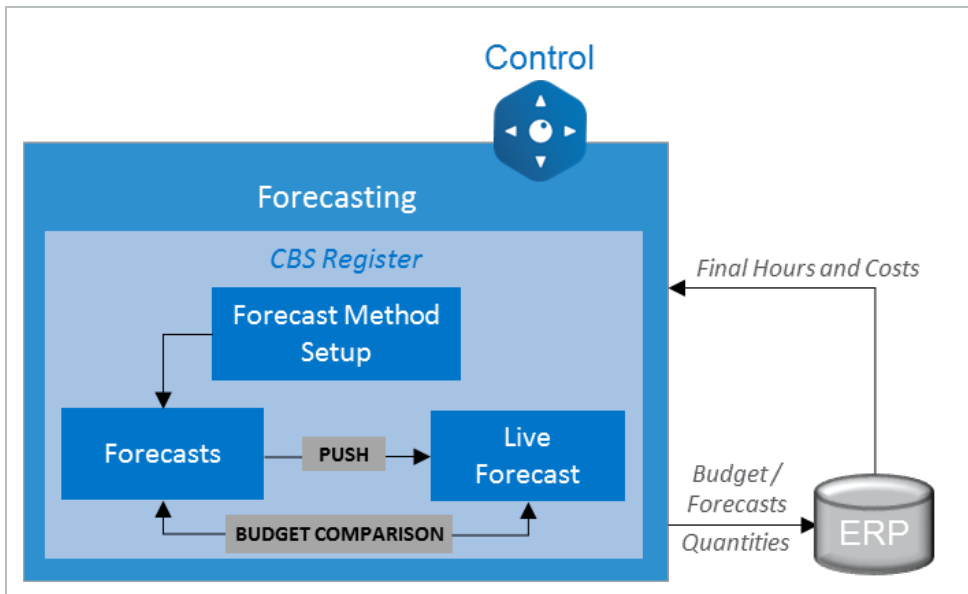 Control
Forecasting
CBS Register
Forecast Method
Setup
Forecasts
PUSH
Live
Forecast
BUDGET COMPARISON
Final Hours and Costs
Budget /
Forecasts
Quantities
ERP